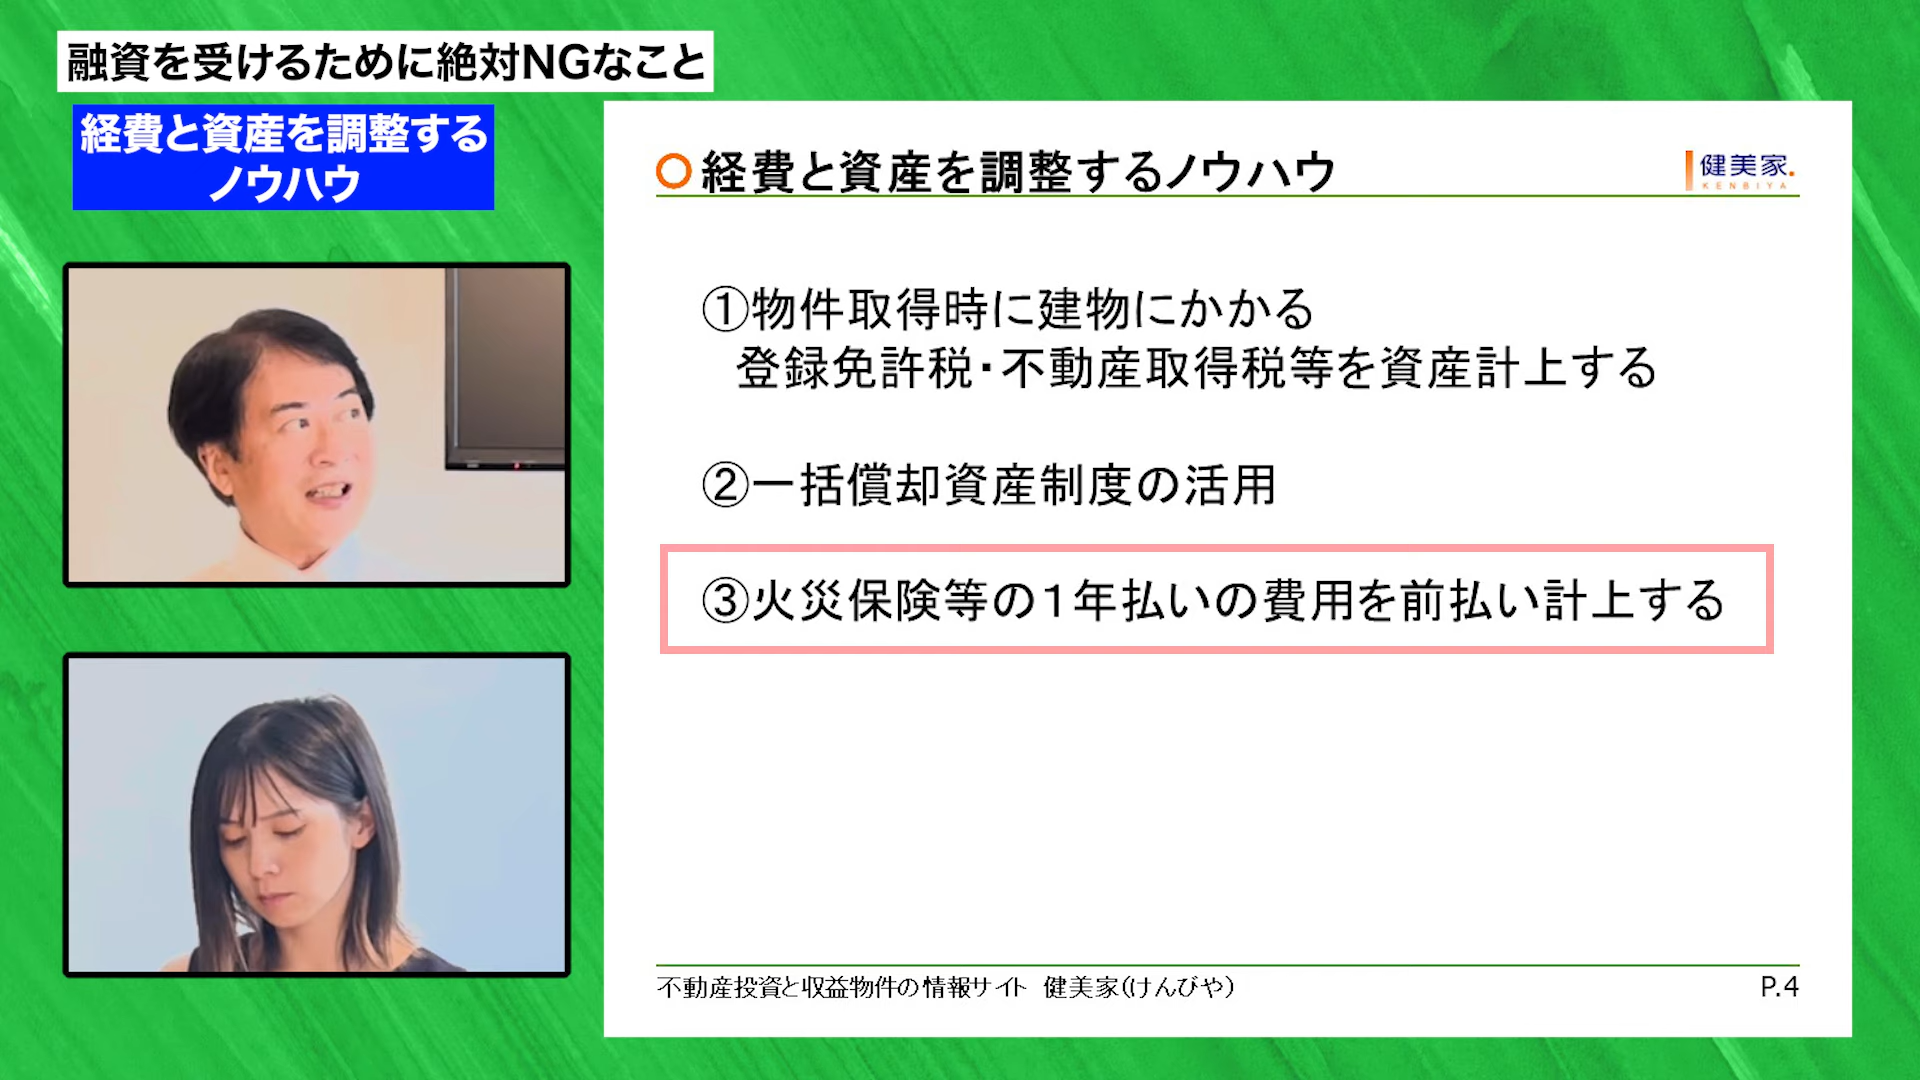 融資を受けるために絶対NGなこと
経費と資産を調整する
ノウハウ
経費と資産を調整するノウハウ
健美家.
KENBIYA
①物件取得時に建物にかかる
登録免許税・不動産取得税等を資産計上する
②一括償却資産制度の活用
③火災保険等の1年払いの費用を前払い計上する
不動産投資と収益物件の情報サイト 健美家(けんびや)
P.4